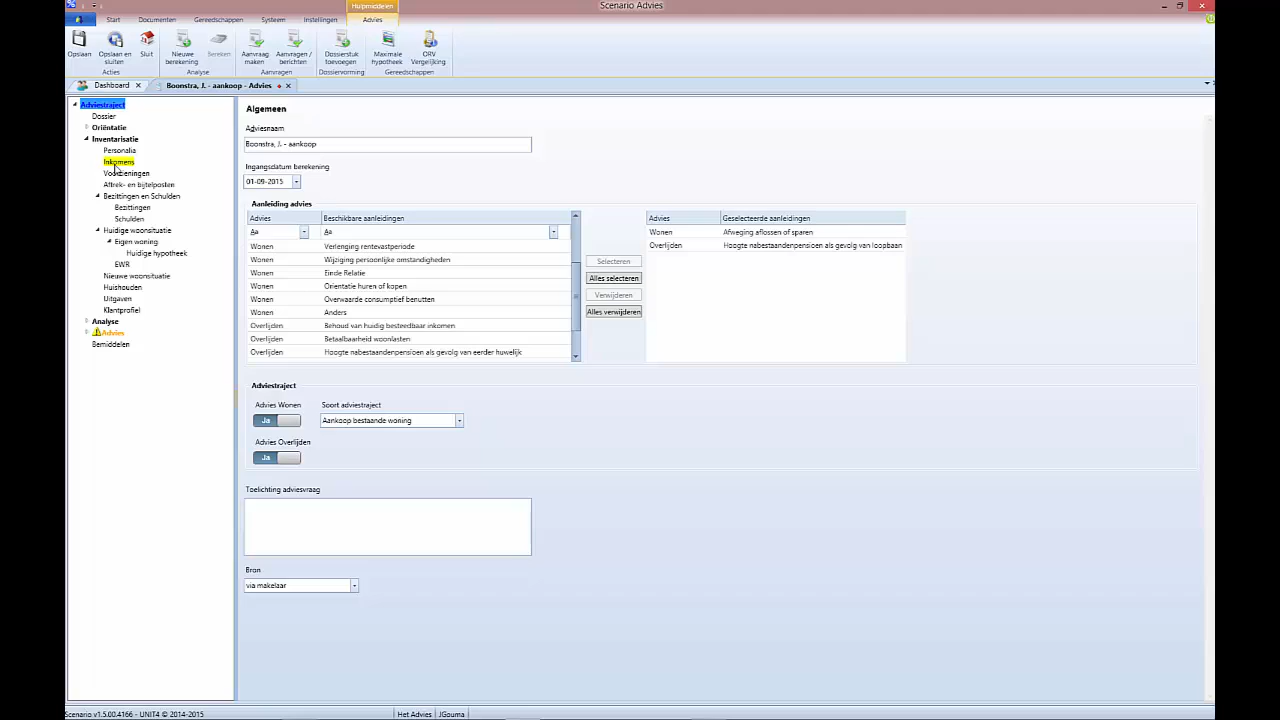 Hulpmiddelen
Scenario Advies
Start Documenten Gereedschappen Systeem Instellingen Advies
Opslaan
Opslaan en sluiten
Sluit
Nieuwe berekening
Bereken
Aanvraag maken
Aanvragen / berichten
Dossierstuk toevoegen
Maximale hypotheek
ORV Vergelijking
Acties Analyse Aanvragen Dossiervorming Gereedschappen
Dashboard Boonstra, J. - aankoop - Advies
Adviestraject
Dossier
Oriëntatie
Inventarisatie
Personalia
Inkomens
Voorzieningen
Aftrek- en bijtelposten
Bezittingen en Schulden
Bezittingen
Schulden
Huidige woonsituatie
Eigen woning
Huidige hypotheek
EWR
Nieuwe woonsituatie
Huishouden
Uitgaven
Klantprofiel
Analyse
Advies
Bemiddelen
Algemeen
Adviesnaam
Boonstra, J. - aankoop
Ingangsdatum berekening
01-09-2015
Aanleiding advies
Advies Beschikbare aanleidingen
Aa Aa
Wonen Verlenging rentevastperiode
Wonen Wijziging persoonlijke omstandigheden
Wonen Einde Relatie
Wonen Orientatie huren of kopen
Wonen Overwaarde consumptief benutten
Wonen Anders
Overlijden Behoud van huidig besteedbaar inkomen
Overlijden Betaalbaarheid woonlasten
Overlijden Hoogte nabestaandenpensioen als gevolg van eerder huwelijk
Selecteren
Alles selecteren
Verwijderen
Alles verwijderen
Advies Geselecteerde aanleidingen
Wonen Afweging aflossen of sparen
Overlijden Hoogte nabestaandenpensioen als gevolg van loopbaan
Adviestraject
Advies Wonen Soort adviestraject
Ja Aankoop bestaande woning
Advies Overlijden
Ja
Toelichting adviesvraag
Bron
via makelaar
Scenario v1.5.00.4166 - UNIT4 © 2014-2015 Het Advies JGouma